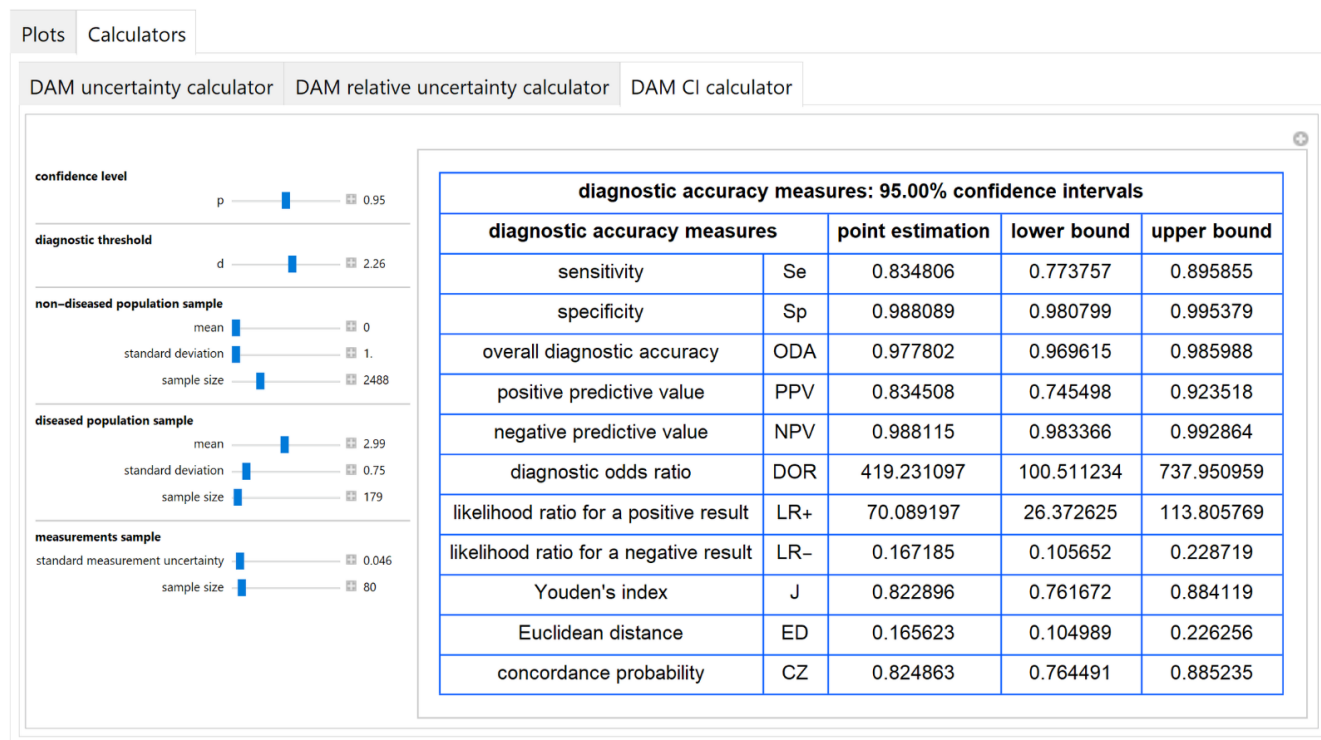 Plots Calculators
DAM uncertainty calculator DAM relative uncertainty calculator DAM CI calculator
confidence level
p 0.95
diagnostic threshold
d 2.26
non–diseased population sample
mean 0
standard deviation 1.
sample size 2488
diseased population sample
mean 2.99
standard deviation 0.75
sample size 179
measurements sample
standard measurement uncertainty 0.046
sample size 80
diagnostic accuracy measures: 95.00% confidence intervals
diagnostic accuracy measures point estimation lower bound upper bound
sensitivity Se 0.834806 0.773757 0.895855
specificity Sp 0.988089 0.980799 0.995379
overall diagnostic accuracy ODA 0.977802 0.969615 0.985988
positive predictive value PPV 0.834508 0.745498 0.923518
negative predictive value NPV 0.988115 0.983366 0.992864
diagnostic odds ratio DOR 419.231097 100.511234 737.950959
likelihood ratio for a positive result LR+ 70.089197 26.372625 113.805769
likelihood ratio for a negative result LR– 0.167185 0.105652 0.228719
Youden's index J 0.822896 0.761672 0.884119
Euclidean distance ED 0.165623 0.104989 0.226256
concordance probability CZ 0.824863 0.764491 0.885235